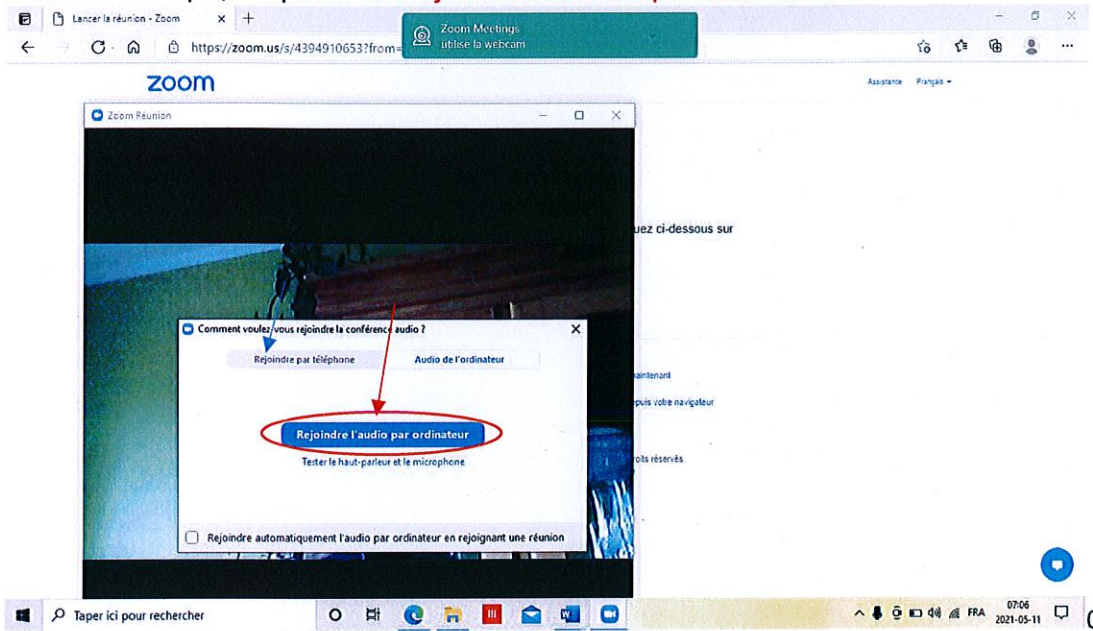 Lancer la réunion - Zoom
Zoom Meetings
utilise la webcam
https://zoom.us/s/4394910653?from=
zoom
Assistance Français
Zoom Réunion
uez ci-dessous sur
Comment voulez-vous rejoindre la conférence audio ?
Rejoindre par téléphone Audio de l'ordinateur
aintenant
epuis votre navigateur
Rejoindre l'audio par ordinateur
Tester le haut-parleur et le microphone
roits réservés
Rejoindre automatiquement l'audio par ordinateur en rejoignant une réunion
Taper ici pour rechercher
FRA
07:06
2021-05-11